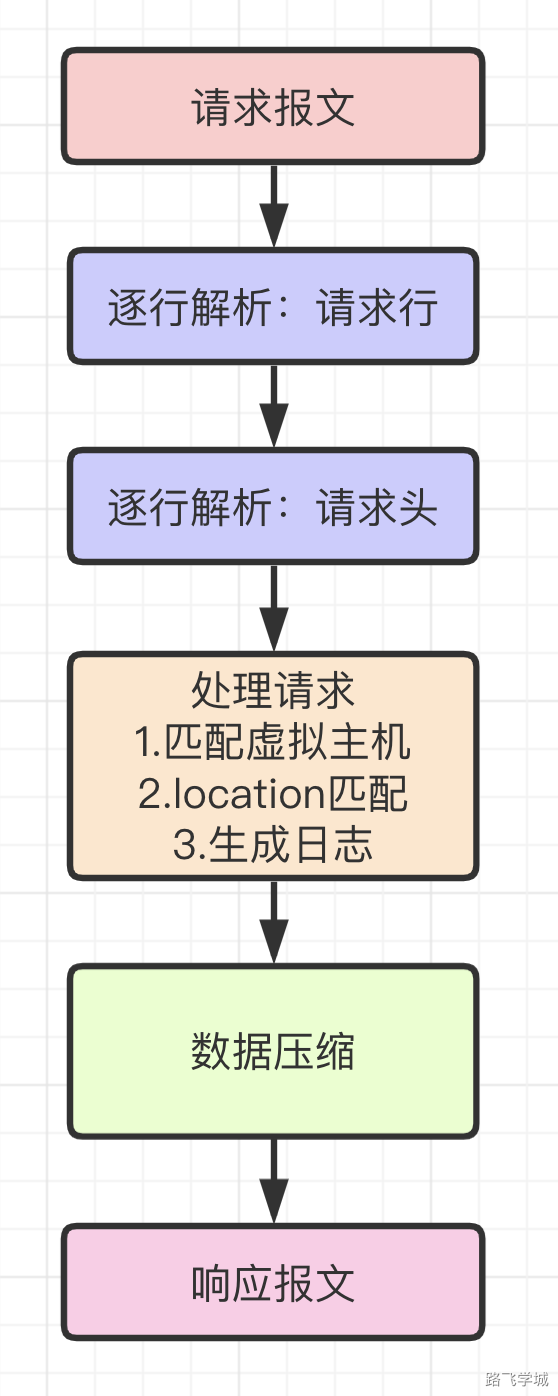 请求报文
逐行解析：请求行
逐行解析：请求头
处理请求
1.匹配虚拟主机
2.location匹配
3.生成日志
数据压缩
响应报文
路飞学城